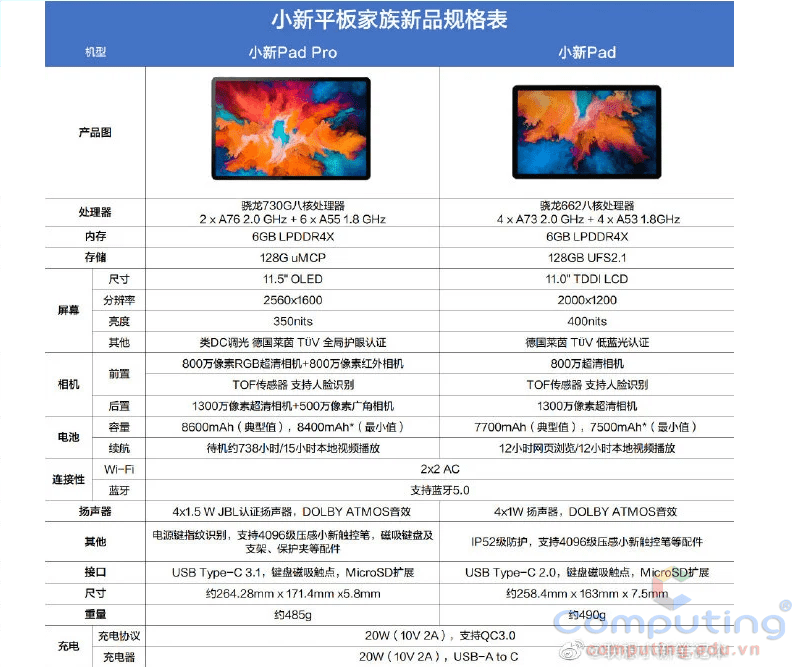 小新平板家族新品规格表
机型 小新Pad Pro 小新Pad
产品图
处理器 骁龙730G八核处理器 骁龙662八核处理器
2 x A76 2.0 GHz + 6 x A55 1.8 GHz 4 x A73 2.0 GHz + 4 x A53 1.8GHz
内存 6GB LPDDR4X 6GB LPDDR4X
存储 128G uMCP 128GB UFS2.1
屏幕 尺寸 11.5" OLED 11.0" TDDI LCD
分辨率 2560x1600 2000x1200
亮度 350nits 400nits
其他 类DC调光 德国莱茵 TÜV 全局护眼认证 德国莱茵 TÜV 低蓝光认证
相机 前置 800万像素RGB超清相机+800万像素红外相机 800万超清相机
TOF传感器 支持人脸识别 TOF传感器 支持人脸识别
后置 1300万像素超清相机+500万像素广角相机 1300万像素超清相机
电池 容量 8600mAh（典型值），8400mAh*（最小值） 7700mAh（典型值），7500mAh*（最小值）
续航 待机约738小时/15小时本地视频播放 12小时网页浏览/12小时本地视频播放
连接性 Wi-Fi 2x2 AC
蓝牙 支持蓝牙5.0
扬声器 4x1.5 W JBL认证扬声器，DOLBY ATMOS音效 4x1W 扬声器，DOLBY ATMOS音效
其他 电源键指纹识别，支持4096级压感小新触控笔，磁吸键盘及
支架、保护夹等配件 IP52级防护，支持4096级压感小新触控笔等配件
接口 USB Type-C 3.1，键盘磁吸触点，MicroSD扩展 USB Type-C 2.0，键盘磁吸触点，MicroSD扩展
尺寸 约264.28mm x 171.4mm x5.8mm 约258.4mm x 163mm x 7.5mm
重量 约485g 约490g
充电 充电协议 20W（10V 2A），支持QC3.0
充电器 20W（10V 2A），USB-A to C
Computing®
computing.edu.vn